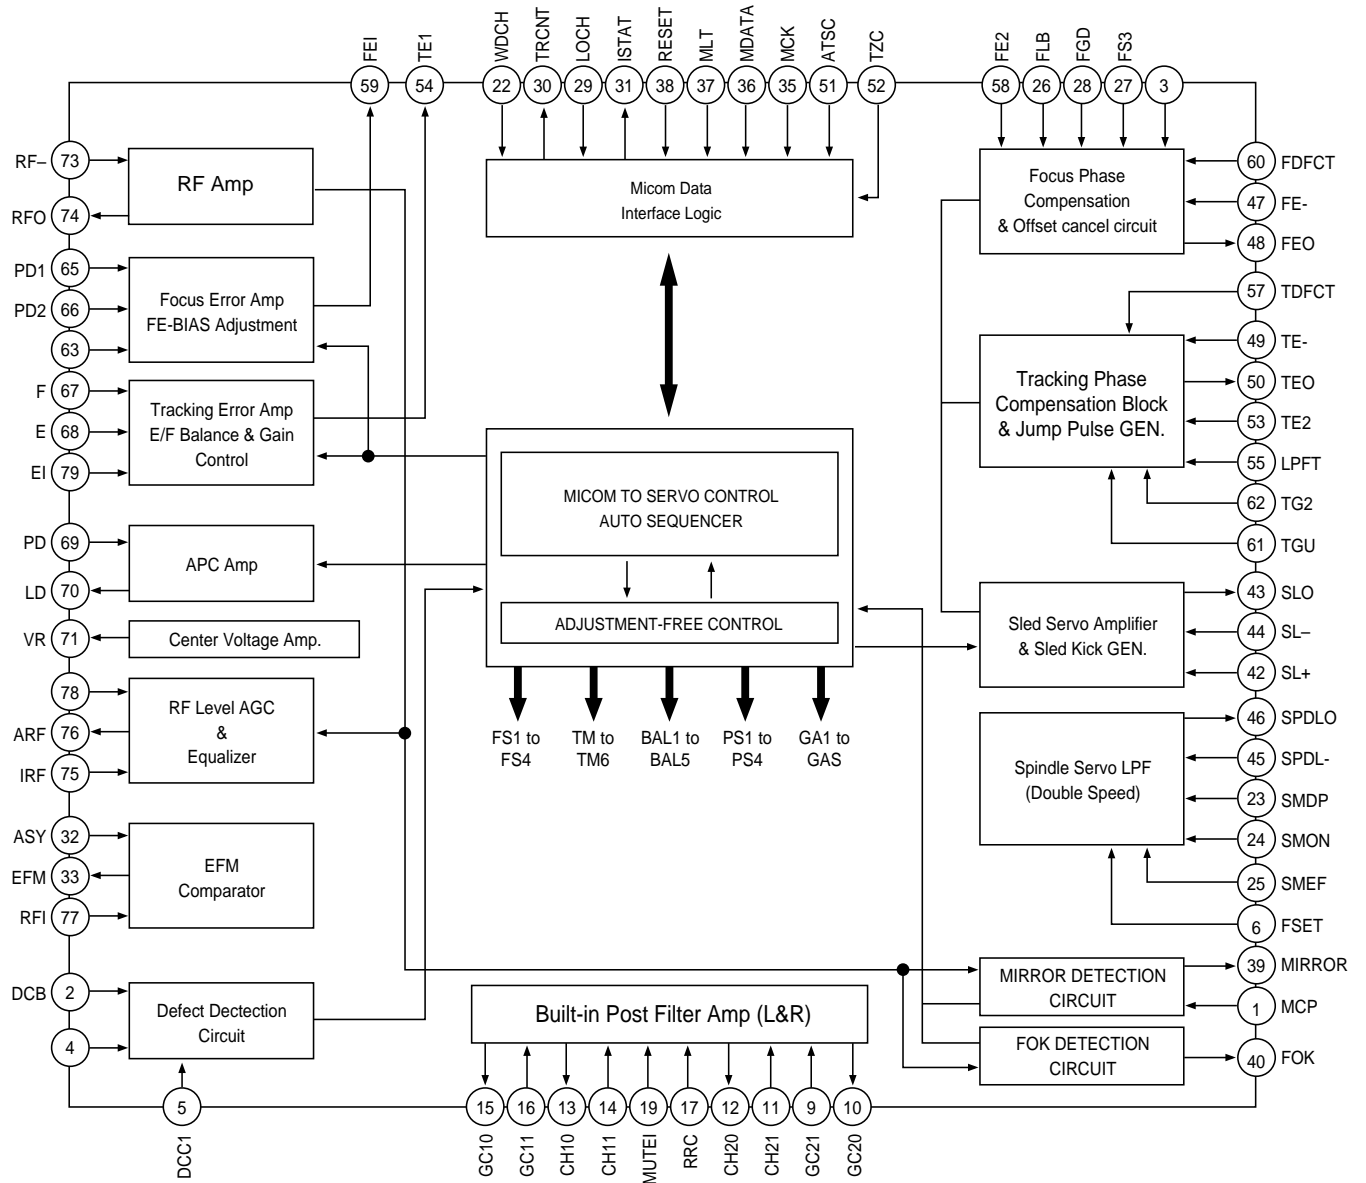 FEI
TE1
WDCH
TRCNT
LOCH
ISTAT
RESET
MLT
MDATA
MCK
ATSC
TZC
FE2
FLB
FGD
FS3
59
54
22
30
29
31
38
37
36
35
51
52
58
26
28
27
3
RF– 73
RFO 74
RF Amp
PD1 65
PD2 66
63
Focus Error Amp
FE-BIAS Adjustment
F 67
E 68
EI 79
Tracking Error Amp
E/F Balance & Gain
Control
PD 69
LD 70
APC Amp
VR 71
Center Voltage Amp.
78
ARF 76
IRF 75
RF Level AGC
&
Equalizer
ASY 32
EFM 33
RFI 77
EFM
Comparator
DCB 2
4
Defect Dectection
Circuit
5
DCC1
Micom Data
Interface Logic
MICOM TO SERVO CONTROL
AUTO SEQUENCER
ADJUSTMENT-FREE CONTROL
FS1 to
FS4
TM to
TM6
BAL1 to
BAL5
PS1 to
PS4
GA1 to
GAS
Built-in Post Filter Amp (L&R)
15
16
13
14
19
17
12
11
9
10
GC10
GC11
CH10
CH11
MUTEI
RRC
CH20
CH21
GC21
GC20
Focus Phase
Compensation
& Offset cancel circuit
60 FDFCT
47 FE-
48 FEO
57 TDFCT
Tracking Phase
Compensation Block
& Jump Pulse GEN.
49 TE-
50 TEO
53 TE2
55 LPFT
62 TG2
61 TGU
Sled Servo Amplifier
& Sled Kick GEN.
43 SLO
44 SL–
42 SL+
Spindle Servo LPF
(Double Speed)
46 SPDLO
45 SPDL-
23 SMDP
24 SMON
25 SMEF
6 FSET
MIRROR DETECTION
CIRCUIT
39 MIRROR
1 MCP
FOK DETECTION
CIRCUIT
40 FOK